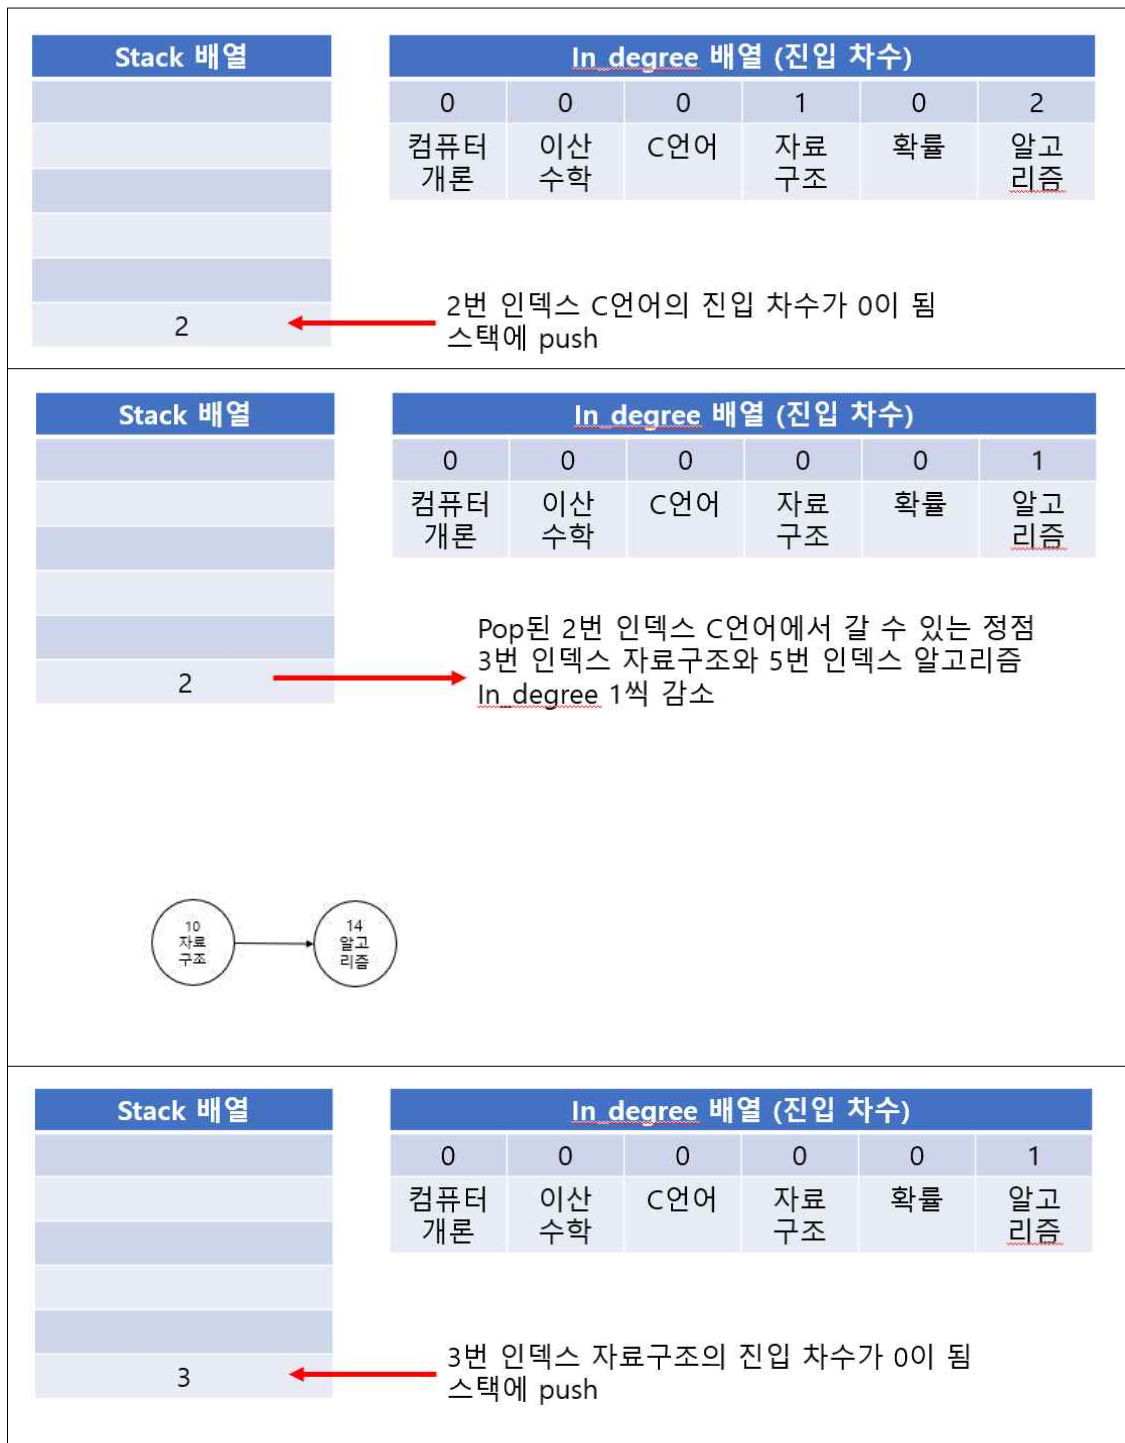 Stack 배열
In_degree 배열 (진입 차수)
0 0 0 1 0 2
컴퓨터 이산 C언어 자료 확률 알고
개론 수학 구조 리즘
2번 인덱스 C언어의 진입 차수가 0이 됨
2
스택에 push
Stack 배열
In_degree 배열 (진입 차수)
0 0 0 0 0 1
컴퓨터 이산 C언어 자료 확률 알고
개론 수학 구조 리즘
Pop된 2번 인덱스 C언어에서 갈 수 있는 정점
3번 인덱스 자료구조와 5번 인덱스 알고리즘
2
In_degree 1씩 감소
10
자료
구조
14
알고
리즘
Stack 배열
In_degree 배열 (진입 차수)
0 0 0 0 0 1
컴퓨터 이산 C언어 자료 확률 알고
개론 수학 구조 리즘
3번 인덱스 자료구조의 진입 차수가 0이 됨
3
스택에 push